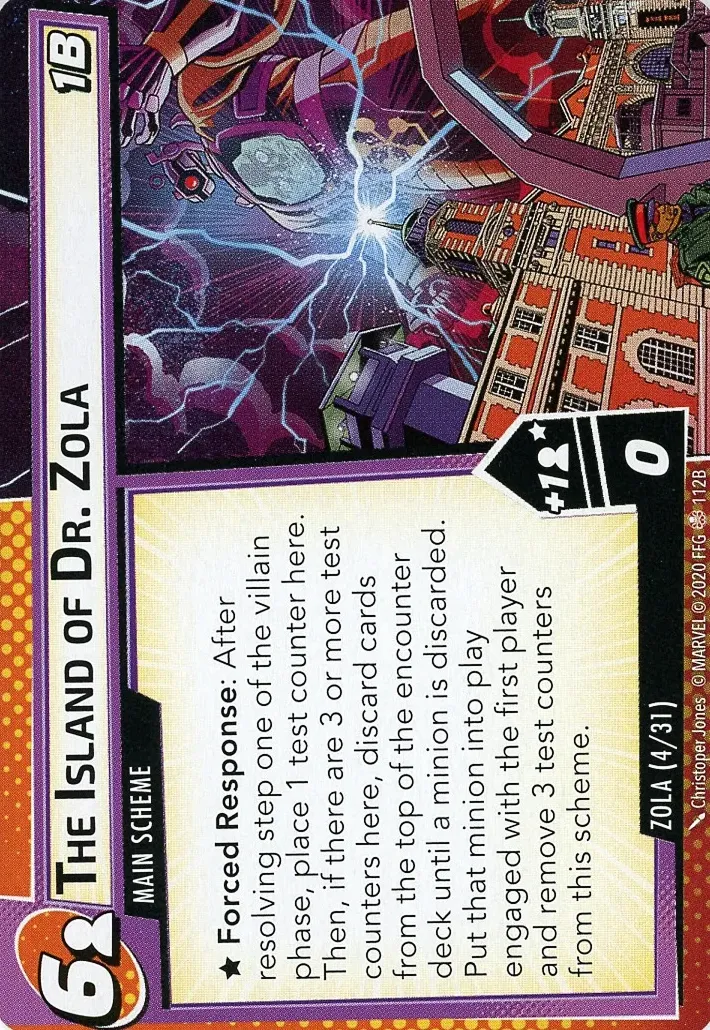 6
THE ISLAND OF DR. ZOLA
1B
MAIN SCHEME
★ Forced Response: After
resolving step one of the villain
phase, place 1 test counter here.
Then, if there are 3 or more test
counters here, discard cards
from the top of the encounter
deck until a minion is discarded.
Put that minion into play
engaged with the first player
and remove 3 test counters
from this scheme.
+1 ★
0
ZOLA (4/31)
Christoper Jones © MARVEL © 2020 FFG 112B